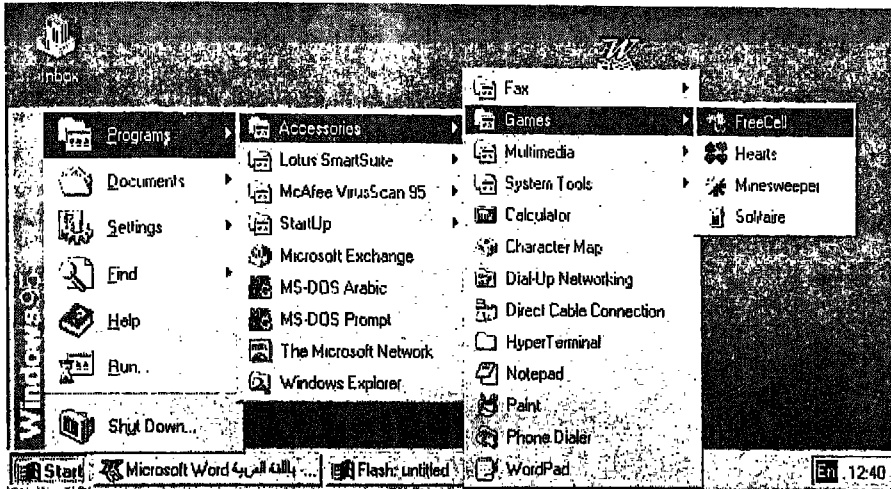 Inbox
Programs
Documents
Settings
Find
Help
Run...
Shut Down...
Windows 95
Accessories
Lotus SmartSuite
McAfee VirusScan 95
StartUp
Microsoft Exchange
MS-DOS Arabic
MS-DOS Prompt
The Microsoft Network
Windows Explorer
Fax
Games
Multimedia
System Tools
Calculator
Character Map
Dial-Up Networking
Direct Cable Connection
HyperTerminal
Notepad
Paint
Phone Dialer
WordPad
FreeCell
Hearts
Minesweeper
Solitaire
Start
Microsoft Word باللغة العربية ...
Flash: untitled
En 12:40